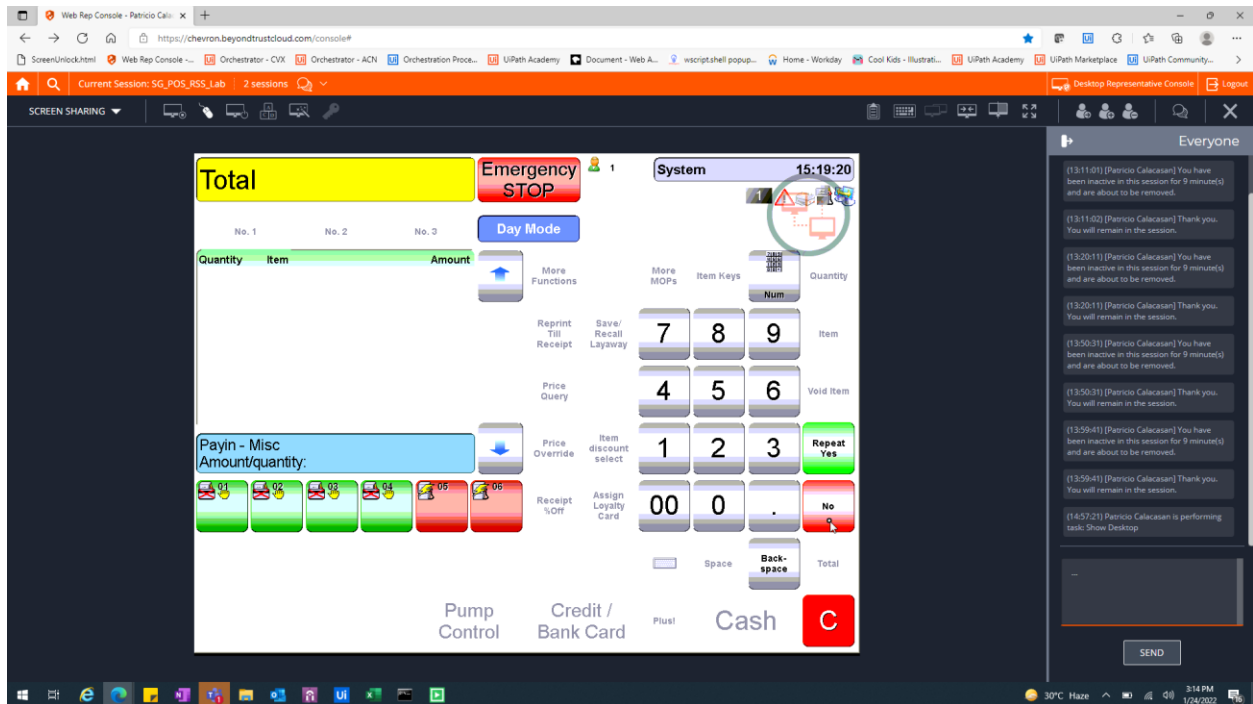 Web Rep Console - Patricio Cala
https://chevron.beyondtrustcloud.com/console#
ScreenUnlock.html
Web Rep Console -...
Orchestrator - CVX
Orchestrator - ACN
Orchestration Proce...
UiPath Academy
Document - Web A...
wscript.shell popup...
Home - Workday
Cool Kids - Illustrati...
UiPath Academy
UiPath Marketplace
UiPath Community...
Current Session: SG_POS_RSS_Lab
2 sessions
Desktop Representative Console
Logout
SCREEN SHARING
Everyone
Total
Emergency
STOP
1
System
15:19:20
1
No. 1
No. 2
No. 3
Day Mode
Quantity Item Amount
More
Functions
More
MOPs
Item Keys
Num
Quantity
Reprint
Till
Receipt
Save/
Recall
Layaway
7
8
9
Item
Price
Query
4
5
6
Void Item
Payin - Misc
Amount/quantity:
Price
Override
Item
discount
select
1
2
3
Repeat
Yes
01
02
03
04
05
06
Receipt
%Off
Assign
Loyalty
Card
00
0
.
No
Space
Back-
space
Total
Pump
Control
Credit /
Bank Card
Plus!
Cash
C
(13:11:01) [Patricio Calacasan] You have
been inactive in this session for 9 minute(s)
and are about to be removed.
(13:11:02) [Patricio Calacasan] Thank you.
You will remain in the session.
(13:20:11) [Patricio Calacasan] You have
been inactive in this session for 9 minute(s)
and are about to be removed.
(13:20:11) [Patricio Calacasan] Thank you.
You will remain in the session.
(13:50:31) [Patricio Calacasan] You have
been inactive in this session for 9 minute(s)
and are about to be removed.
(13:50:31) [Patricio Calacasan] Thank you.
You will remain in the session.
(13:59:41) [Patricio Calacasan] You have
been inactive in this session for 9 minute(s)
and are about to be removed.
(13:59:41) [Patricio Calacasan] Thank you.
You will remain in the session.
(14:57:21) Patricio Calacasan is performing
task: Show Desktop
...
SEND
30°C Haze
3:14 PM
1/24/2022